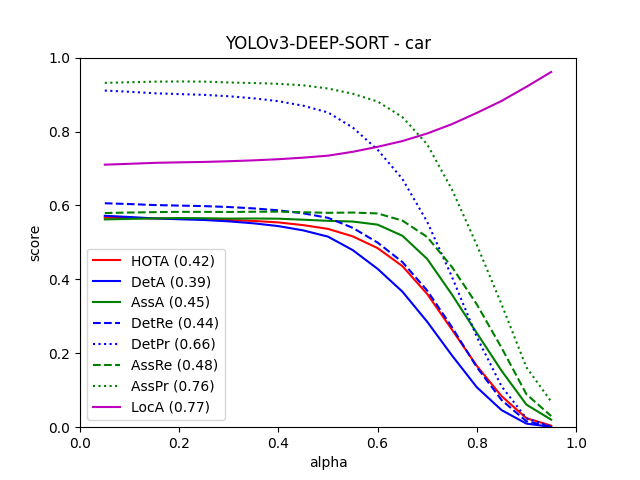 YOLOv3-DEEP-SORT - car
score
1.0
0.8
0.6
0.4
0.2
0.0
HOTA (0.42)
DetA (0.39)
AssA (0.45)
DetRe (0.44)
DetPr (0.66)
AssRe (0.48)
AssPr (0.76)
LocA (0.77)
0.0 0.2 0.4 0.6 0.8 1.0
alpha